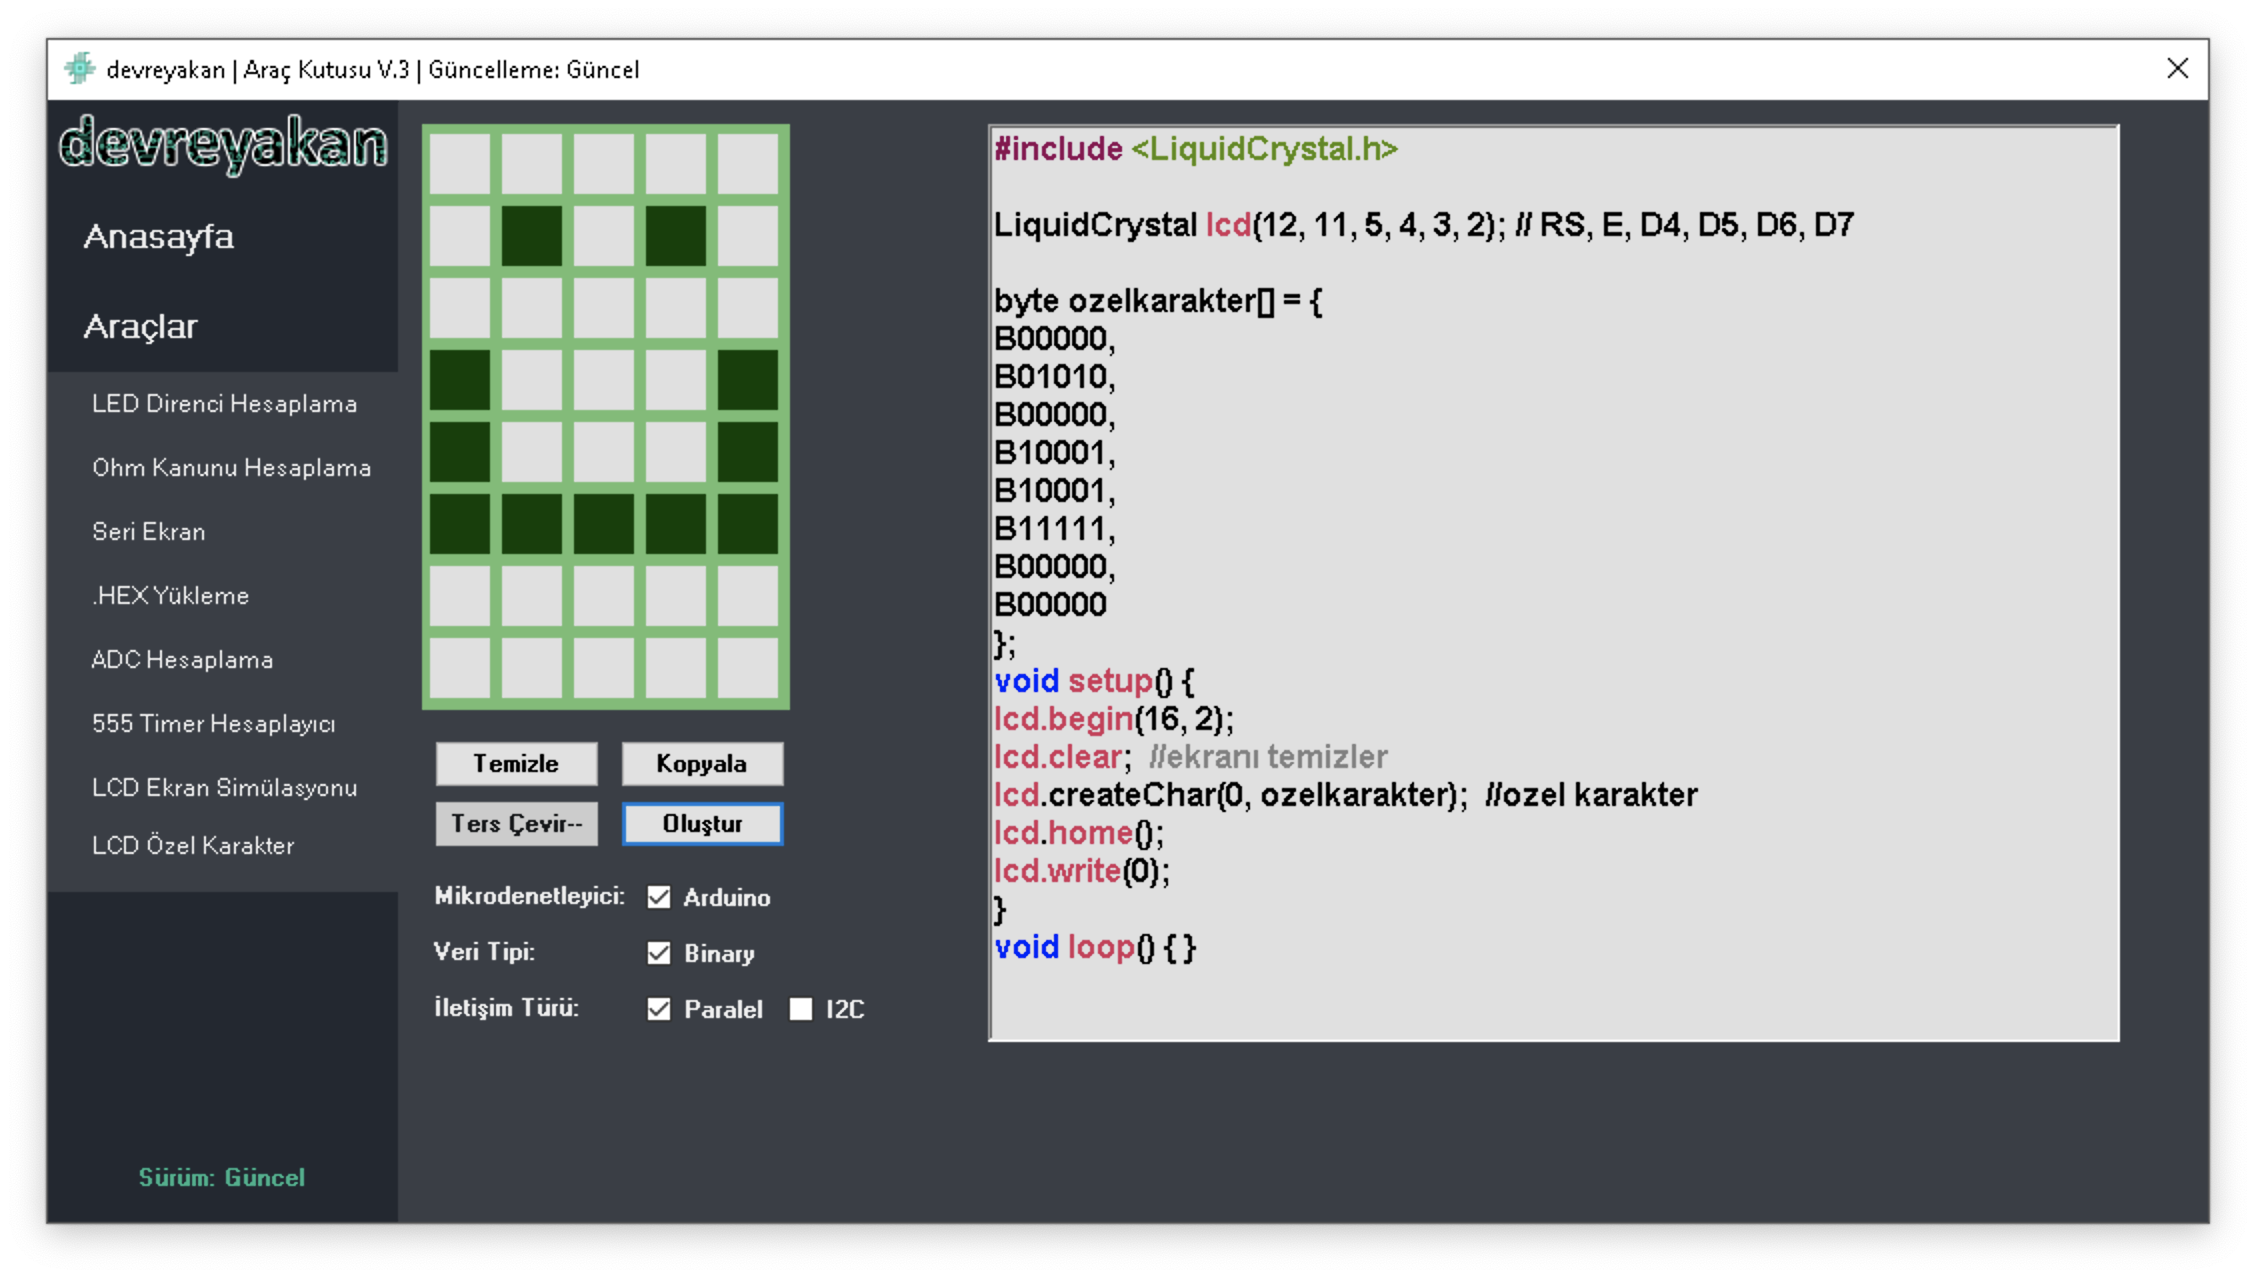 devreyakan | Araç Kutusu V.3 | Güncelleme: Güncel
devreyakan
Anasayfa
Araçlar
LED Direnci Hesaplama
Ohm Kanunu Hesaplama
Seri Ekran
.HEX Yükleme
ADC Hesaplama
555 Timer Hesaplayıcı
LCD Ekran Simülasyonu
LCD Özel Karakter
Sürüm: Güncel
Temizle
Kopyala
Ters Çevir--
Oluştur
Mikrodenetleyici: Arduino
Veri Tipi: Binary
İletişim Türü: Paralel I2C
#include <LiquidCrystal.h>
LiquidCrystal lcd(12, 11, 5, 4, 3, 2); // RS, E, D4, D5, D6, D7
byte ozelkarakter[] = {
B00000,
B01010,
B00000,
B10001,
B10001,
B11111,
B00000,
B00000
};
void setup() {
lcd.begin(16, 2);
lcd.clear; //ekranı temizler
lcd.createChar(0, ozelkarakter); //ozel karakter
lcd.home();
lcd.write(0);
}
void loop() { }